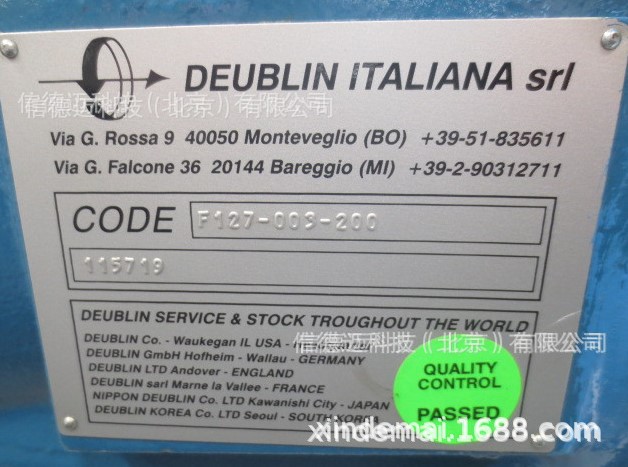 DEUBLIN ITALIANA srl
信德迈科技（（北京））有限公司
Via G. Rossa 9 40050 Monteveglio (BO) +39-51-835611
Via G. Falcone 36 20144 Bareggio (MI) +39-2-90312711
CODE F127-003-200
115719
DEUBLIN SERVICE & STOCK TROUGHOUT THE WORLD
信德迈科技（（北京））有限公司
DEUBLIN Co. - Waukegan IL USA -
DEUBLIN GmbH Hofheim - Wallau - GERMANY
DEUBLIN LTD Andover - ENGLAND
DEUBLIN sarl Marne la Vallee - FRANCE
NIPPON DEUBLIN Co. LTD Kawanishi City - JAPAN
DEUBLIN KOREA Co. LTD Seoul - SOUTH KOR
QUALITY
CONTROL
PASSED
xindemai.1688.com